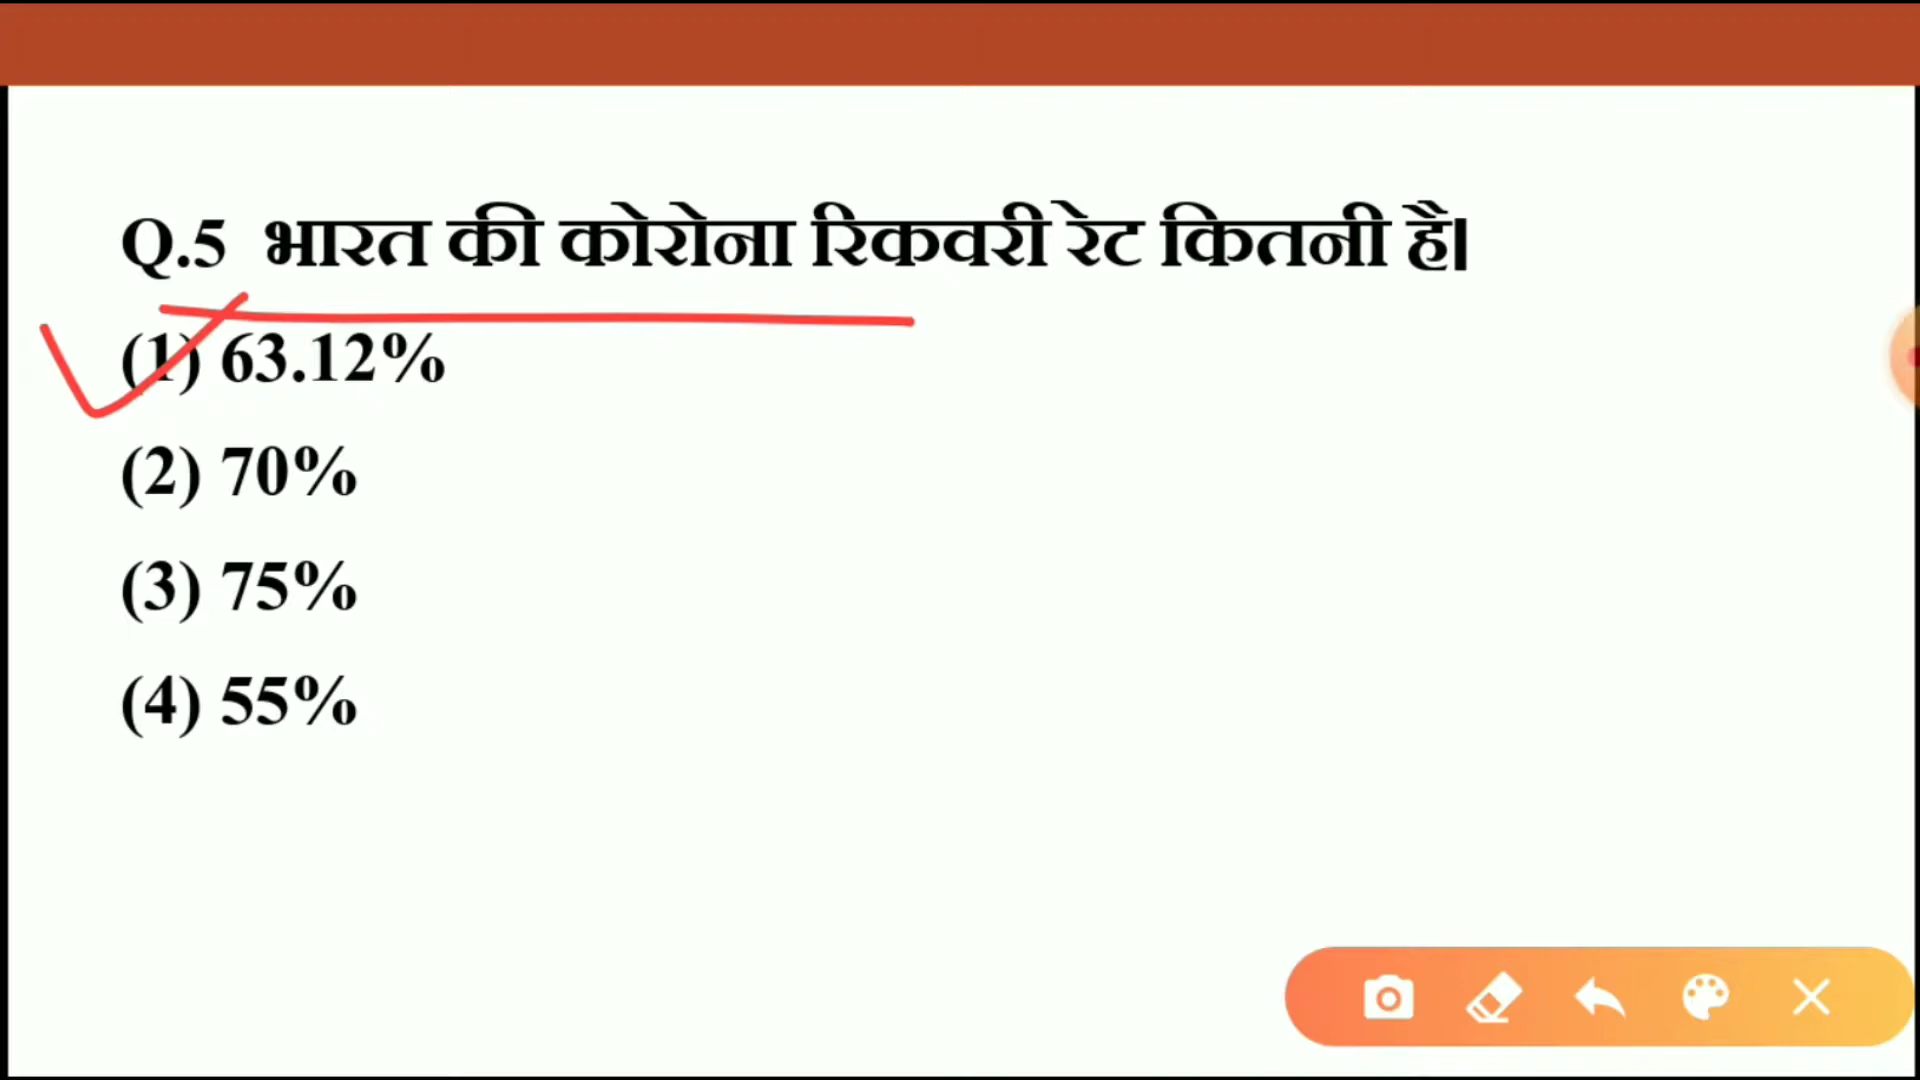 Q.5 भारत की कोरोना रिकवरी रेट कितनी है।
(1) 63.12%
(2) 70%
(3) 75%
(4) 55%